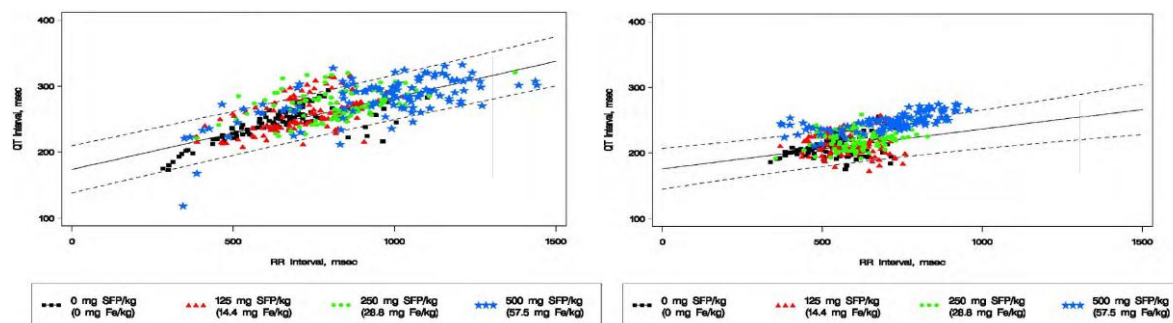 400
300
200
100
QT Interval, msec
0
500
1000
1500
RR Interval, msec
0 mg SFP/kg
(0 mg Fe/kg)
125 mg SFP/kg
(14.4 mg Fe/kg)
250 mg SFP/kg
(28.8 mg Fe/kg)
500 mg SFP/kg
(57.5 mg Fe/kg)
400
300
200
100
QT Interval, msec
0
500
1000
1500
RR Interval, msec
0 mg SFP/kg
(0 mg Fe/kg)
125 mg SFP/kg
(14.4 mg Fe/kg)
250 mg SFP/kg
(28.8 mg Fe/kg)
500 mg SFP/kg
(57.5 mg Fe/kg)